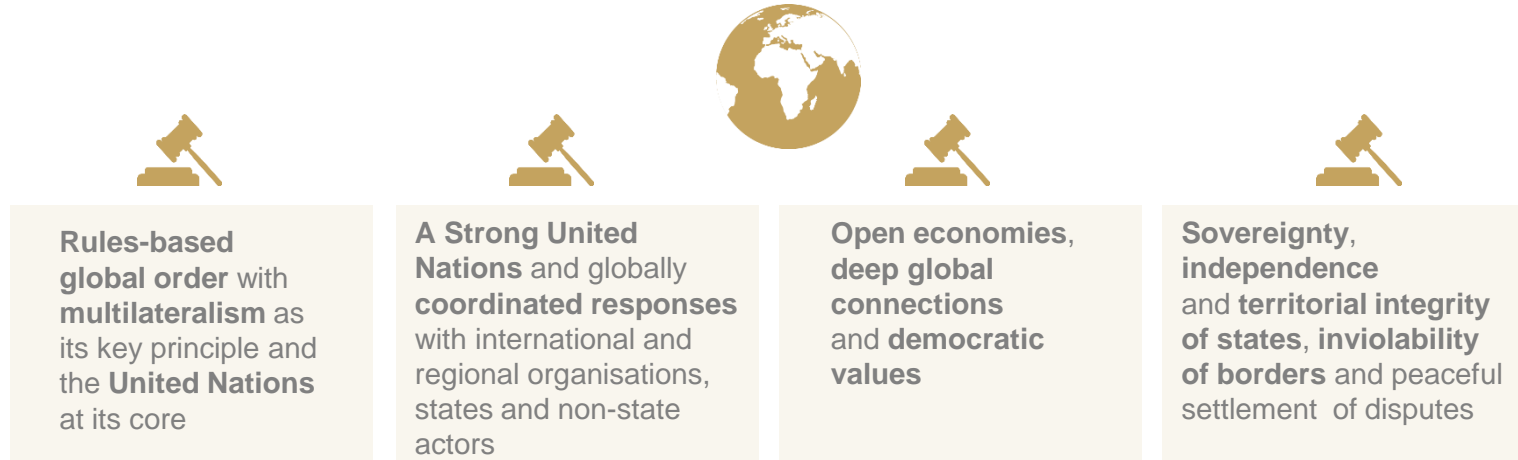 Rules-based
global order with
multilateralism as
its key principle and
the United Nations
at its core
A Strong United
Nations and globally
coordinated responses
with international and
regional organisations,
states and non-state
actors
Open economies,
deep global
connections
and democratic
values
Sovereignty,
independence
and territorial integrity
of states, inviolability
of borders and peaceful
settlement  of disputes